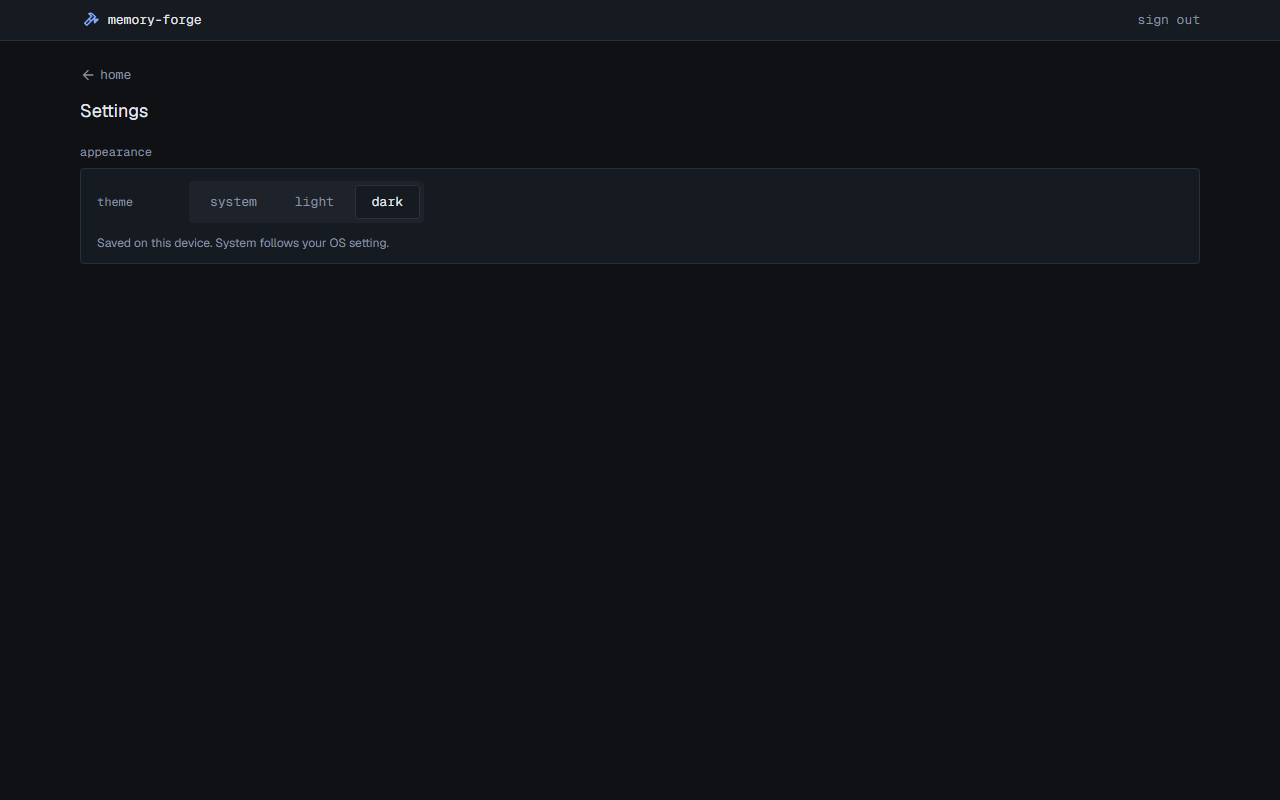 memory-forge
sign out
home
Settings
appearance
theme
system
light
dark
Saved on this device. System follows your OS setting.